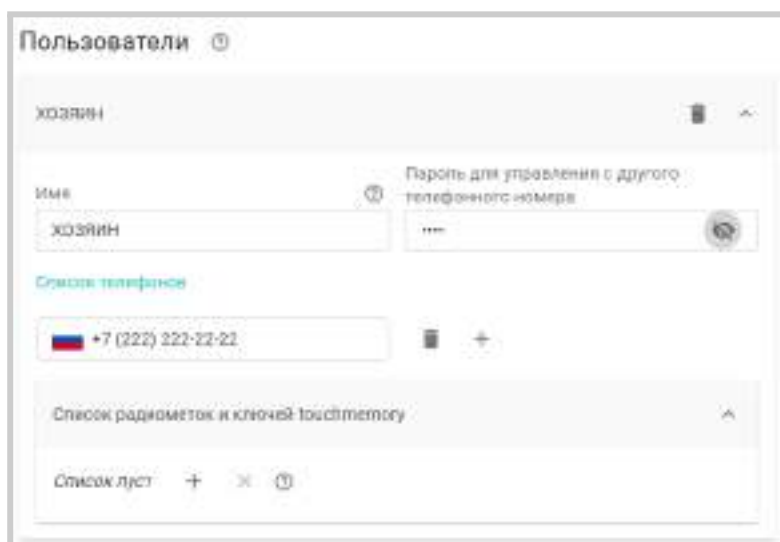 Пользователи
ХОЗЯИН
Имя
Пароль для управления с другого
телефонного номера
ХОЗЯИН
••••
Список телефонов
+7 (222) 222-22-22
Список радиометок и ключей touchmemory
Список пуст